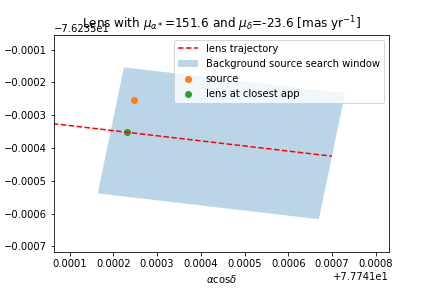 Lens with μα* =151.6 and μδ=-23.6 [mas yr⁻¹]
−7.6235e1
−0.0001
−0.0002
−0.0003
−0.0004
−0.0005
−0.0006
−0.0007
lens trajectory
Background source search window
source
lens at closest app
0.0001 0.0002 0.0003 0.0004 0.0005 0.0006 0.0007 0.0008
αcosδ
+7.7741e1